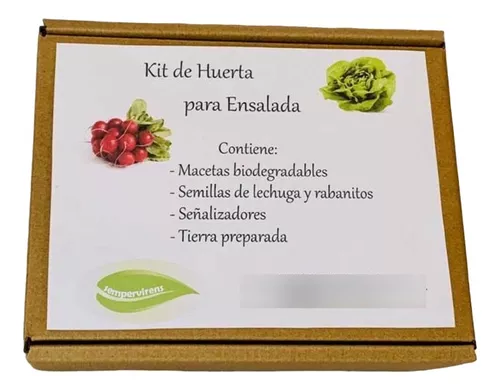 Kit de Huerta
para Ensalada
Contiene:
- Macetas biodegradables
- Semillas de lechuga y rabanitos
- Señalizadores
- Tierra preparada
sempervirens